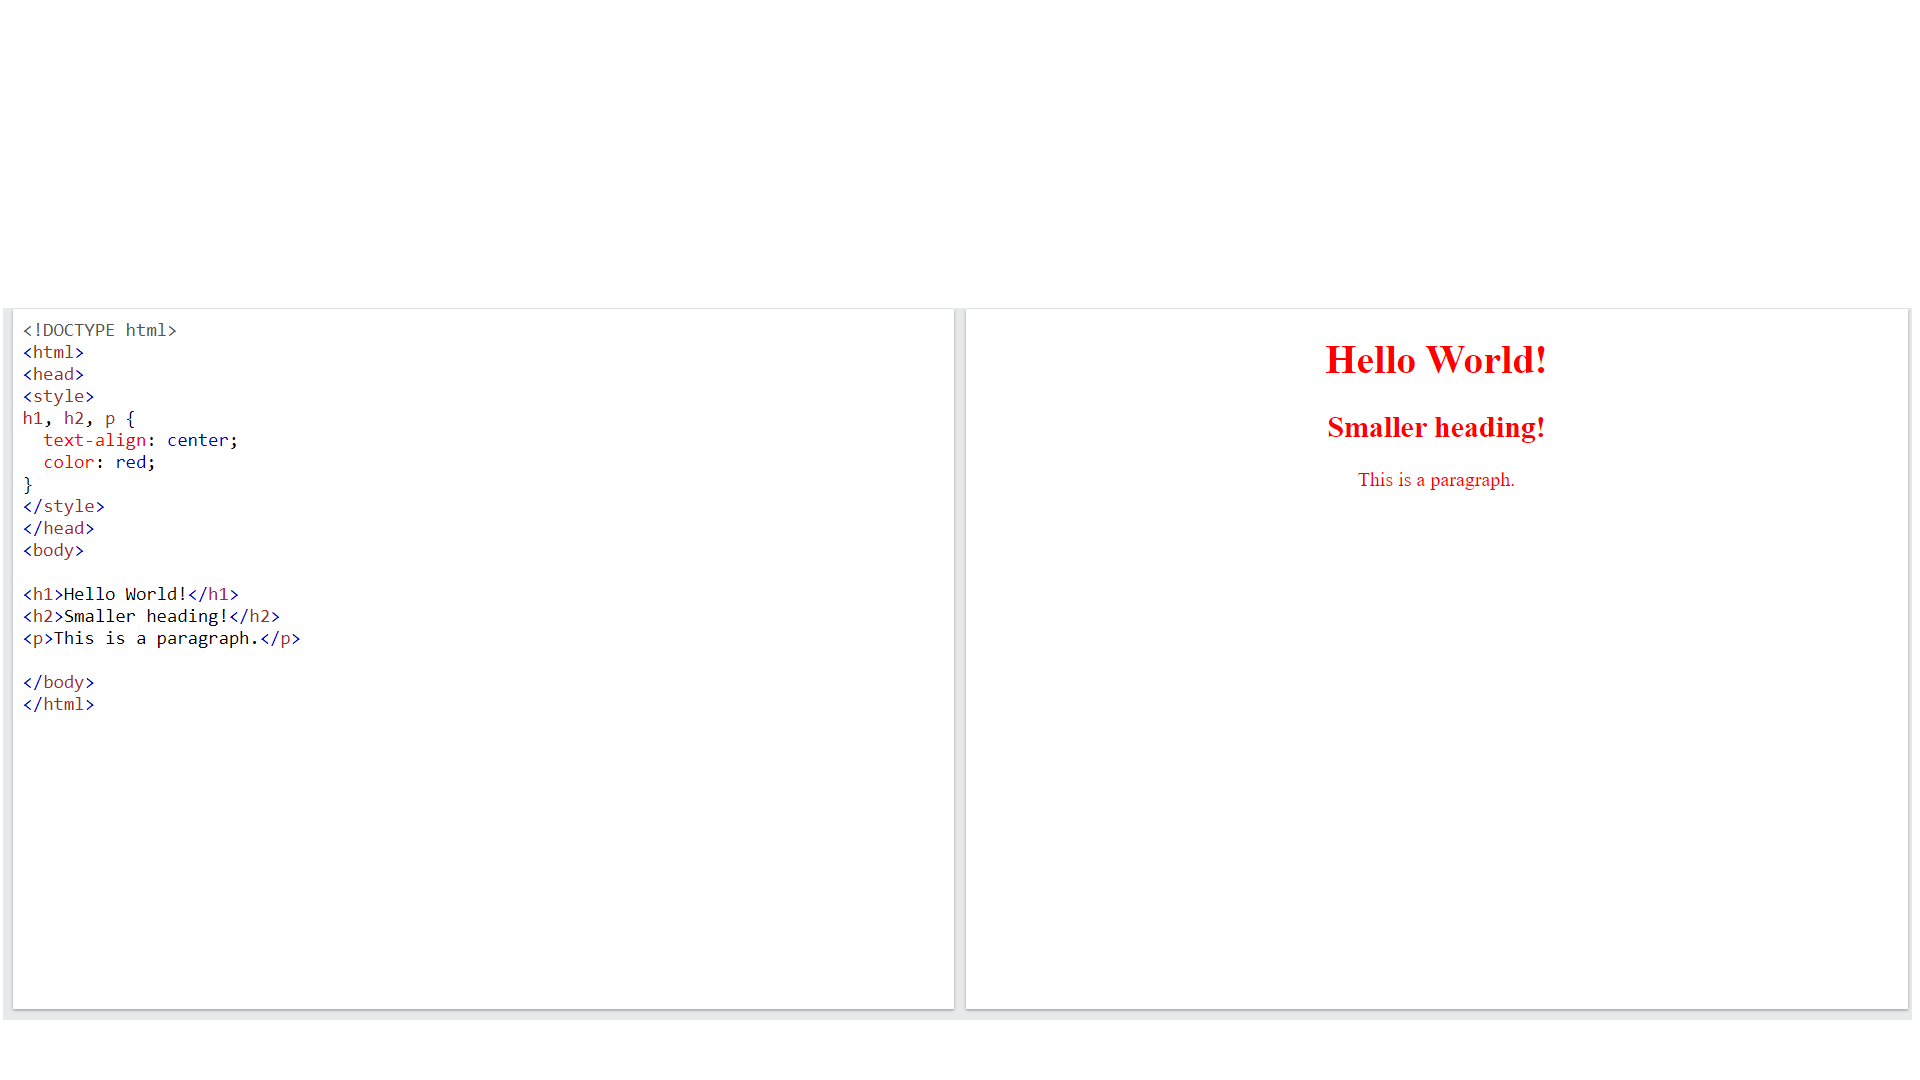 <!DOCTYPE html>
<html>
<head>
<style>
h1, h2, p {
  text-align: center;
  color: red;
}
</style>
</head>
<body>

<h1>Hello World!</h1>
<h2>Smaller heading!</h2>
<p>This is a paragraph.</p>

</body>
</html>
Hello World!
Smaller heading!
This is a paragraph.